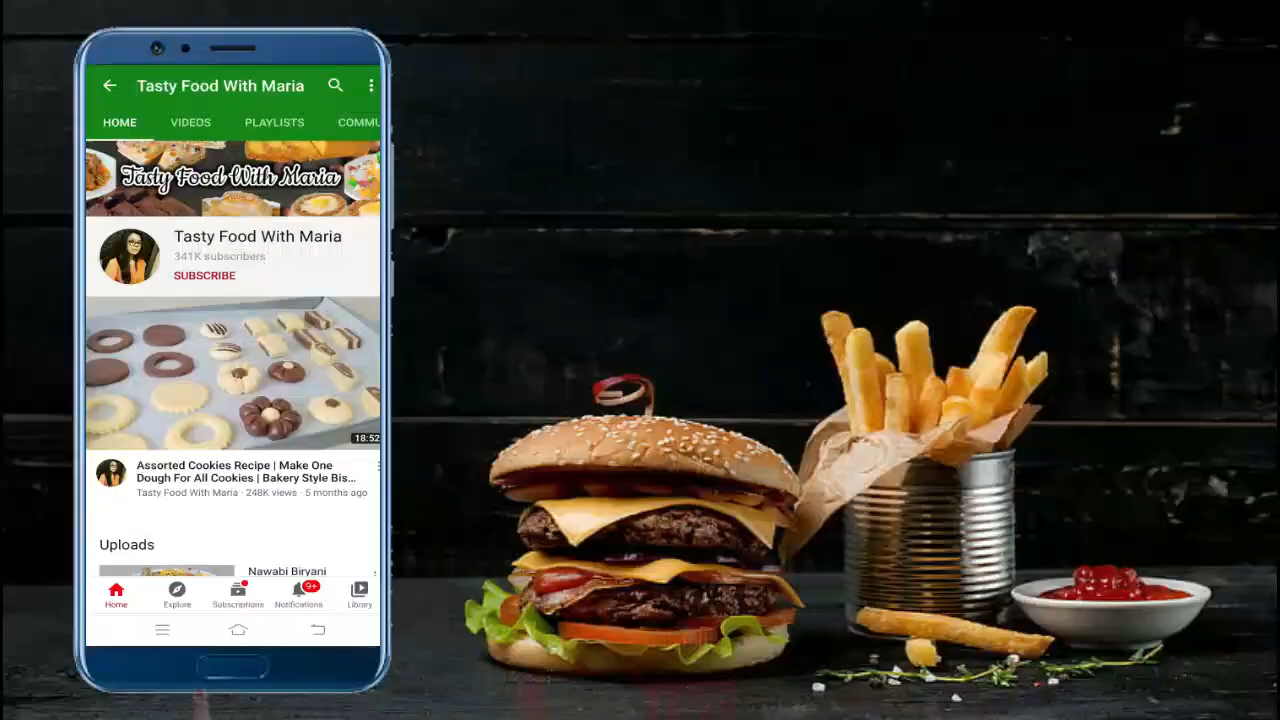 Tasty Food With Maria
HOME VIDEOS PLAYLISTS COMMU
Tasty Food With Maria
Tasty Food With Maria
341K subscribers
SUBSCRIBE
18:52
Assorted Cookies Recipe | Make One
Dough For All Cookies | Bakery Style Bis...
Tasty Food With Maria · 248K views · 5 months ago
Uploads
Nawabi Biryani
9+
Home Explore Subscriptions Notifications Library